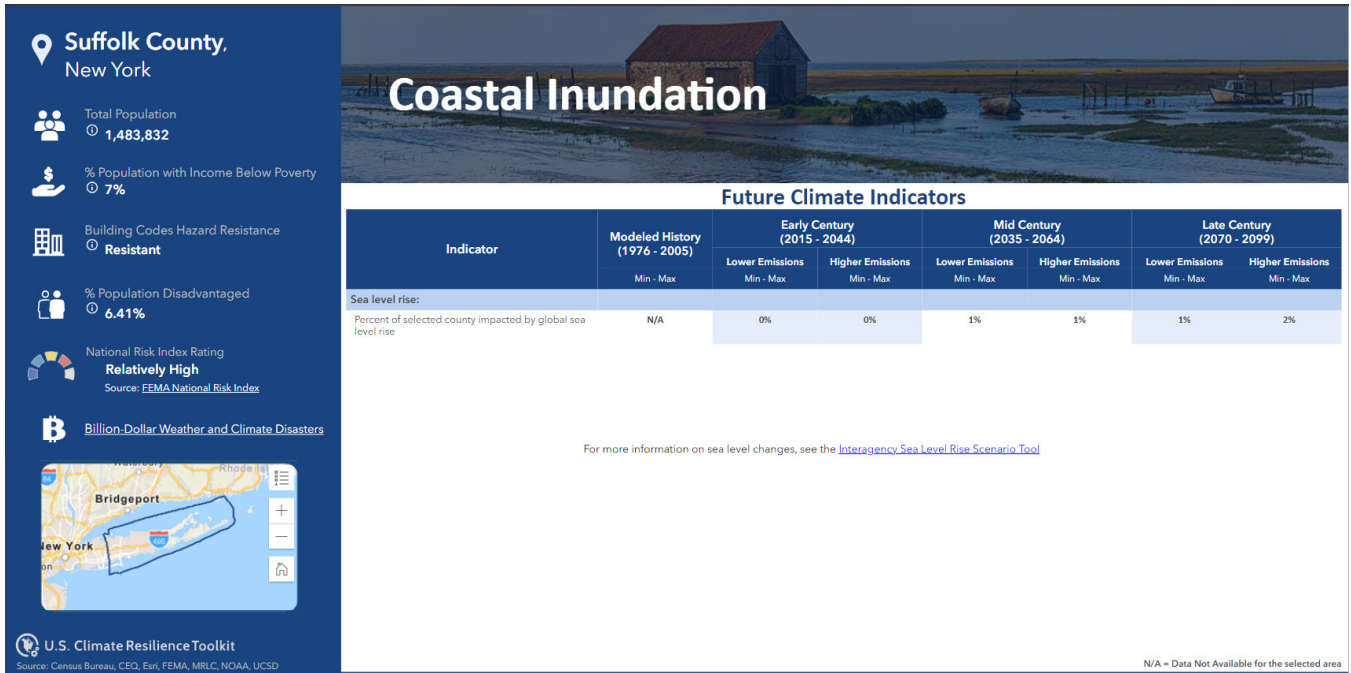 Suffolk County,
New York
Total Population
1,483,832
% Population with Income Below Poverty
7%
Building Codes Hazard Resistance
Resistant
% Population Disadvantaged
6.41%
National Risk Index Rating
Relatively High
Source: FEMA National Risk Index
Billion-Dollar Weather and Climate Disasters
Rhode Is
84
Bridgeport
495
New York
on
U.S. Climate Resilience Toolkit
Source: Census Bureau, CEQ, Esri, FEMA, MRLC, NOAA, UCSD
Coastal Inundation
Future Climate Indicators
Indicator
Modeled History
(1976 - 2005)
Early Century
(2015 - 2044)
Mid Century
(2035 - 2064)
Late Century
(2070 - 2099)
Lower Emissions Higher Emissions Lower Emissions Higher Emissions Lower Emissions Higher Emissions
Min - Max Min - Max Min - Max Min - Max Min - Max Min - Max Min - Max
Sea level rise:
Percent of selected county impacted by global sea
level rise
N/A 0% 0% 1% 1% 1% 2%
For more information on sea level changes, see the Interagency Sea Level Rise Scenario Tool
N/A = Data Not Available for the selected area